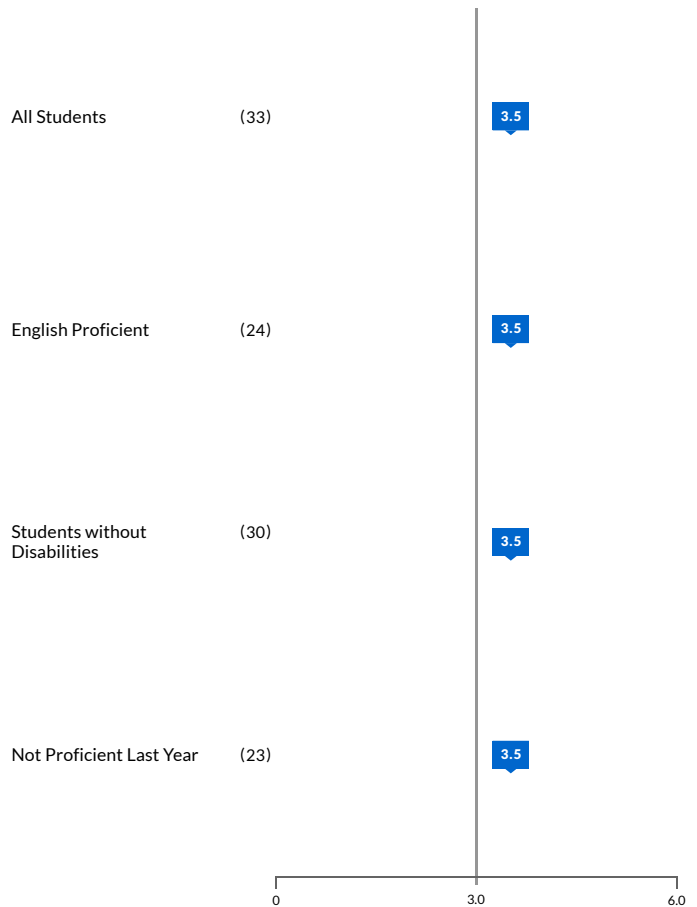 All Students (33) 3.5
English Proficient (24) 3.5
Students without (30) 3.5
Disabilities
Not Proficient Last Year (23) 3.5
0 3.0 6.0